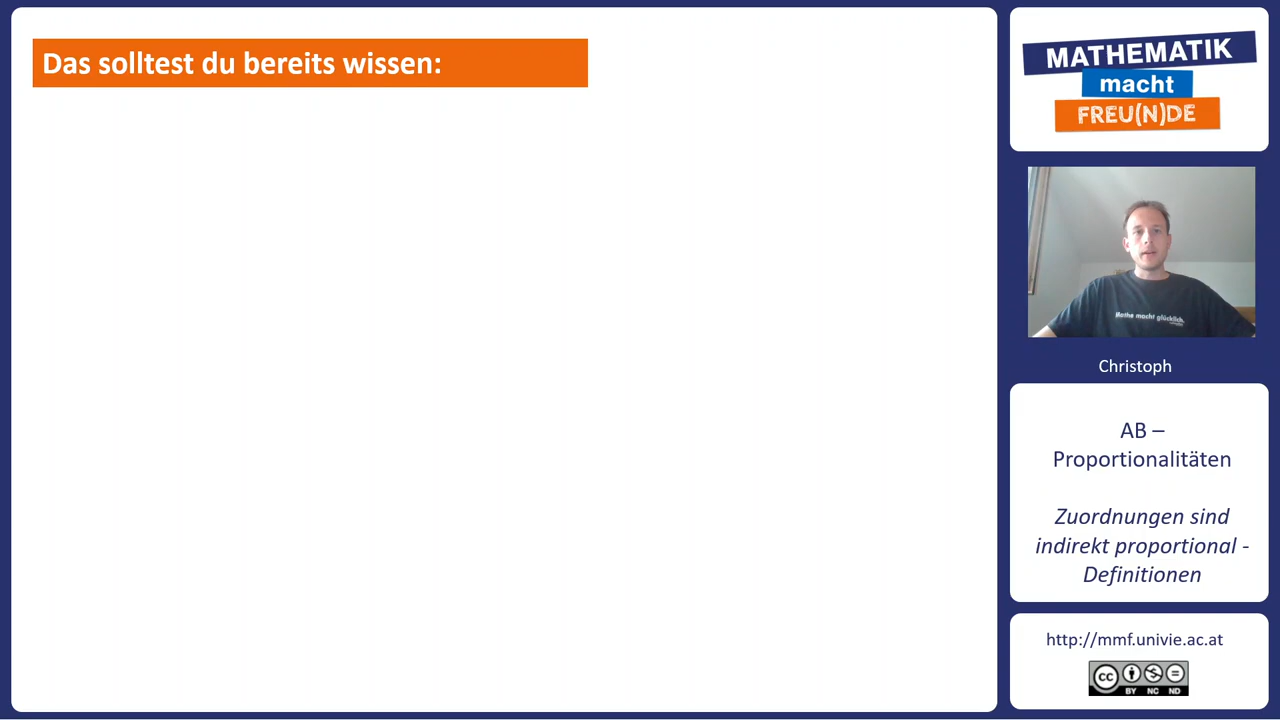 Das solltest du bereits wissen:
MATHEMATIK
macht
FREU(N)DE
Mathe macht glücklich.
Christoph
AB –
Proportionalitäten
Zuordnungen sind
indirekt proportional -
Definitionen
http://mmf.univie.ac.at
cc
BY NC ND